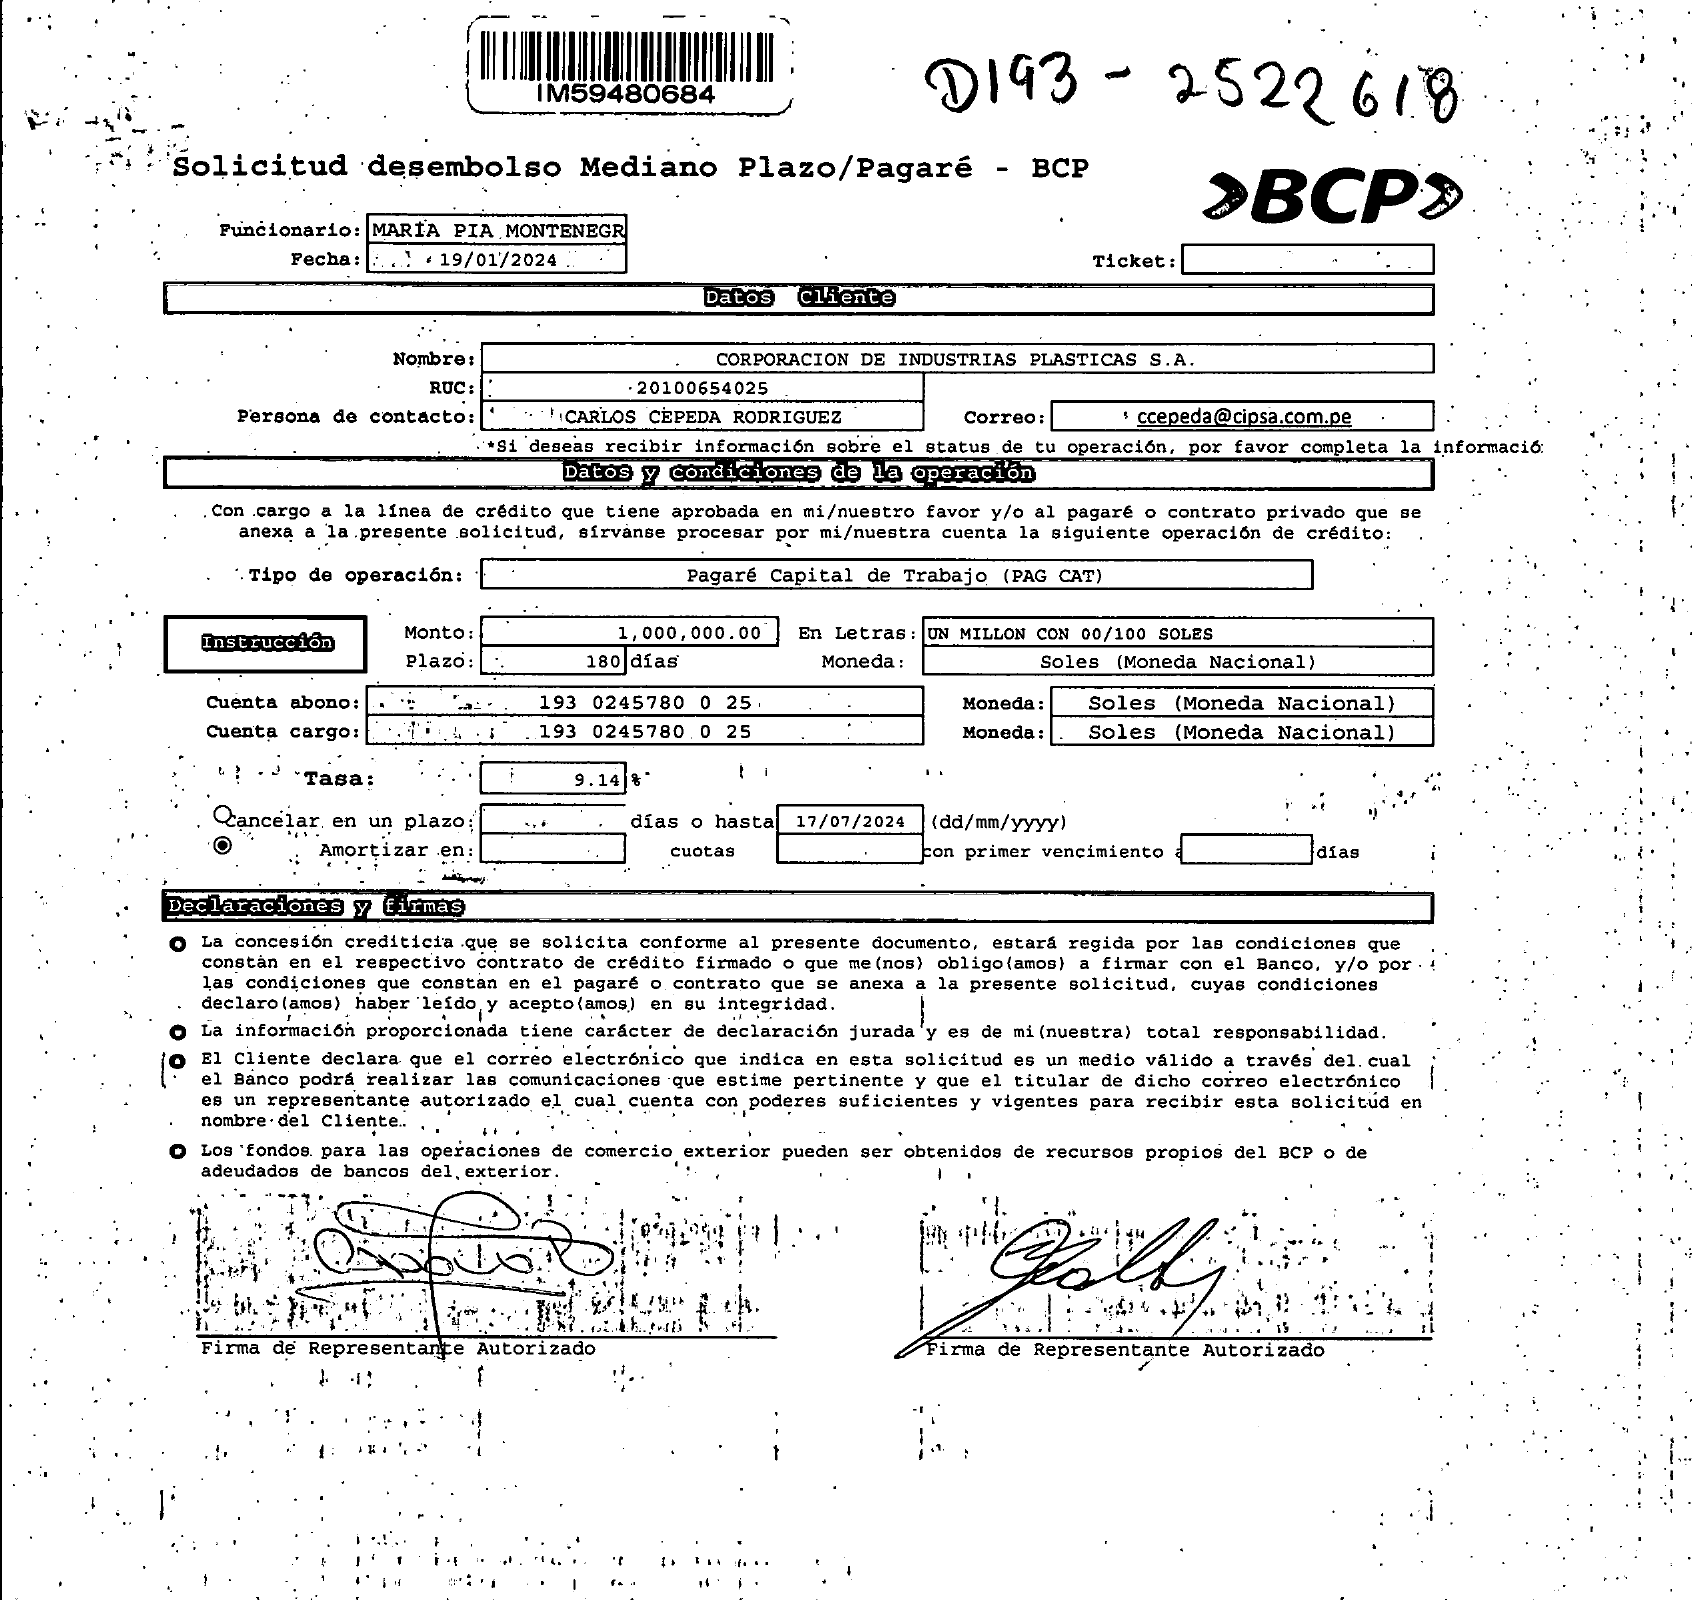 IM59480684
D193 - 2522618
Solicitud desembolso Mediano Plazo/Pagaré - BCP
BCP
Funcionario: MARÍA PIA MONTENEGR
Fecha: 19/01/2024
Ticket:
Datos Cliente
Nombre: CORPORACION DE INDUSTRIAS PLASTICAS S.A.
RUC: 20100654025
Persona de contacto: CARLOS CEPEDA RODRIGUEZ Correo: ccepeda@cipsa.com.pe
*Si deseas recibir información sobre el status de tu operación, por favor completa la informació
Datos y condiciones de la operación
Con cargo a la línea de crédito que tiene aprobada en mi/nuestro favor y/o al pagaré o contrato privado que se
anexa a la presente solicitud, sírvanse procesar por mi/nuestra cuenta la siguiente operación de crédito:
Tipo de operación: Pagaré Capital de Trabajo (PAG CAT)
Instrucción
Monto: 1,000,000.00 En Letras: UN MILLON CON 00/100 SOLES
Plazo: 180 días Moneda: Soles (Moneda Nacional)
Cuenta abono: 193 0245780 0 25 Moneda: Soles (Moneda Nacional)
Cuenta cargo: 193 0245780 0 25 Moneda: Soles (Moneda Nacional)
Tasa: 9.14 %
Cancelar en un plazo: días o hasta 17/07/2024 (dd/mm/yyyy)
Amortizar en: cuotas con primer vencimiento a días
Declaraciones y firmas
La concesión crediticia que se solicita conforme al presente documento, estará regida por las condiciones que
constan en el respectivo contrato de crédito firmado o que me(nos) obligo(amos) a firmar con el Banco, y/o por
las condiciones que constan en el pagaré o contrato que se anexa a la presente solicitud, cuyas condiciones
declaro(amos) haber leído y acepto(amos) en su integridad.
La información proporcionada tiene carácter de declaración jurada y es de mi(nuestra) total responsabilidad.
El Cliente declara que el correo electrónico que indica en esta solicitud es un medio válido a través del cual
el Banco podrá realizar las comunicaciones que estime pertinente y que el titular de dicho correo electrónico
es un representante autorizado el cual cuenta con poderes suficientes y vigentes para recibir esta solicitud en
nombre del Cliente.
Los fondos para las operaciones de comercio exterior pueden ser obtenidos de recursos propios del BCP o de
adeudados de bancos del exterior.
Firma de Representante Autorizado
Firma de Representante Autorizado